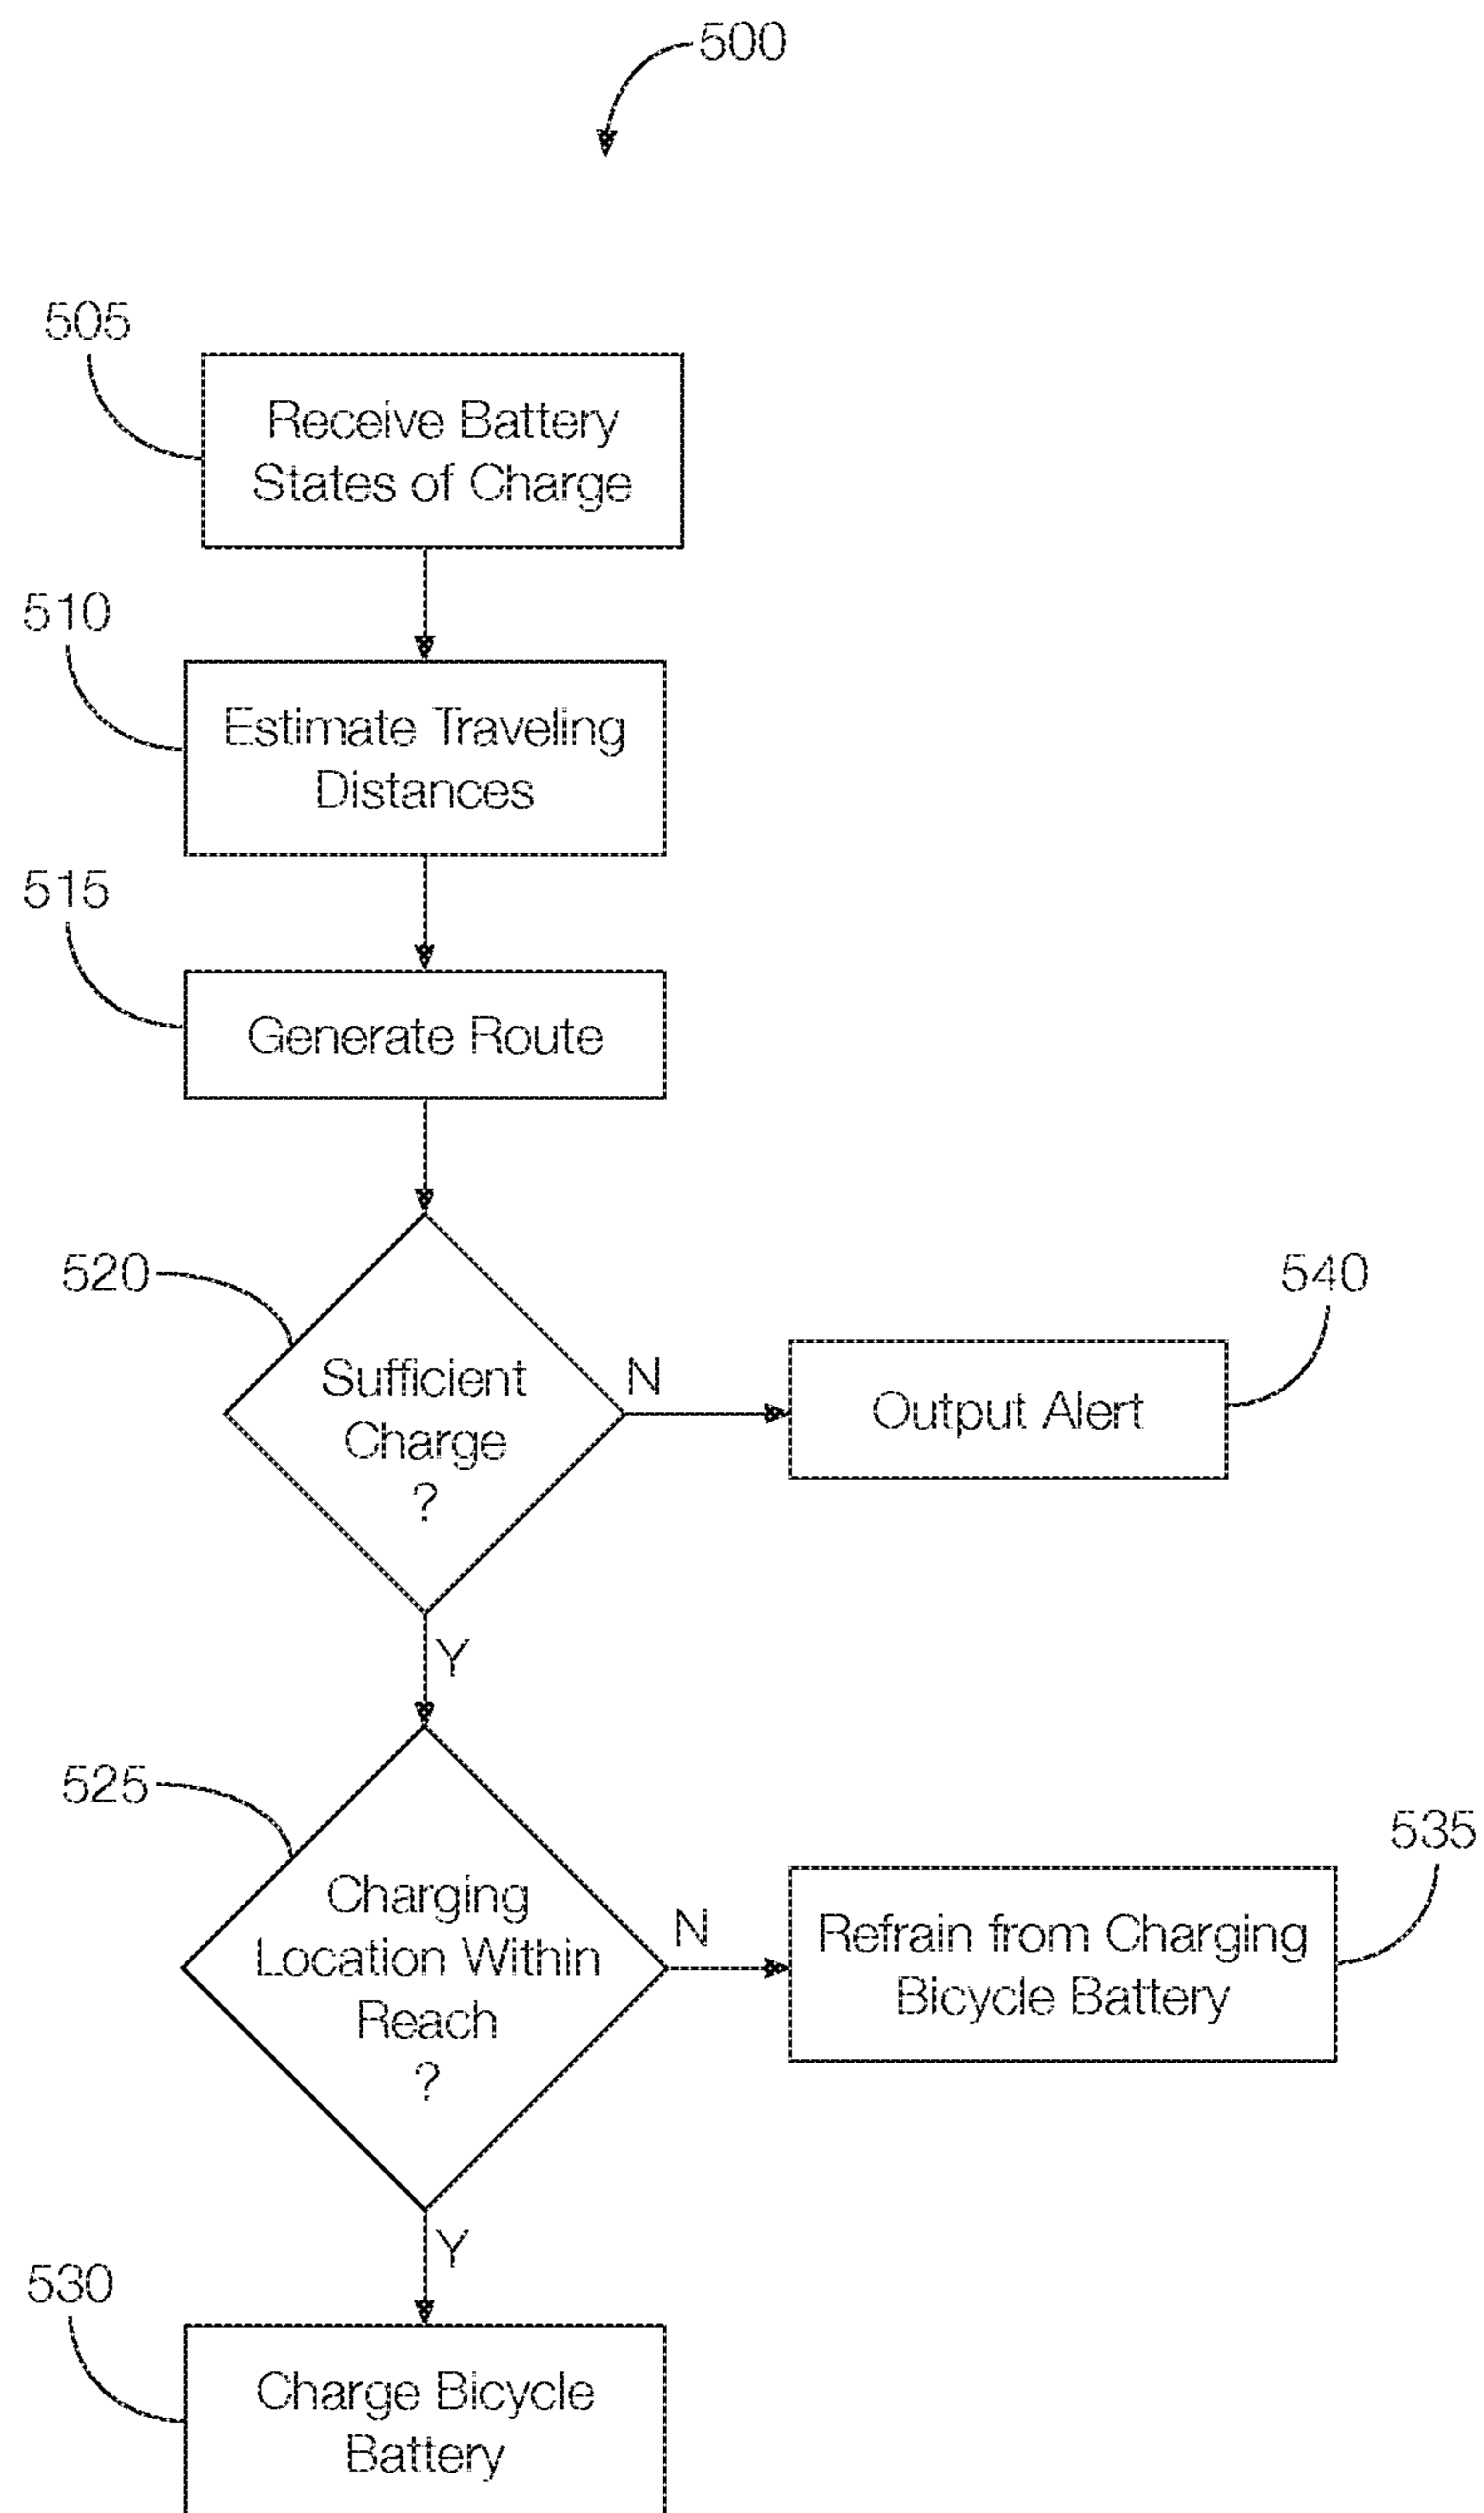 500
505
Receive Battery
States of Charge
510
Estimate Traveling
Distances
515
Generate Route
520
Sufficient
Charge
?
N
540
Output Alert
Y
525
Charging
Location Within
Reach
?
N
535
Refrain from Charging
Bicycle Battery
Y
530
Charge Bicycle
Battery